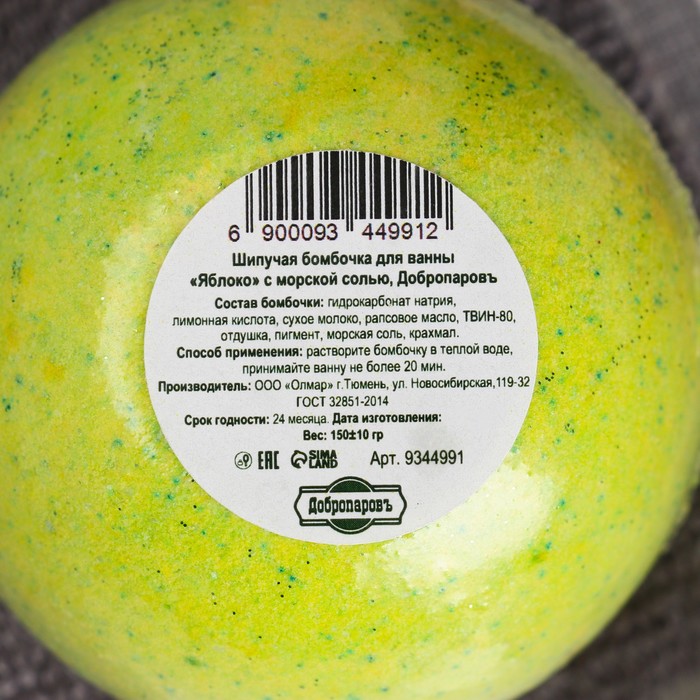 6 900093 449912
Шипучая бомбочка для ванны
«Яблоко» с морской солью, Добропаровъ
Состав бомбочки: гидрокарбонат натрия,
лимонная кислота, сухое молоко, рапсовое масло, ТВИН-80,
отдушка, пигмент, морская соль, крахмал.
Способ применения: растворите бомбочку в теплой воде,
принимайте ванну не более 20 мин.
Производитель: ООО «Олмар» г.Тюмень, ул. Новосибирская,119-32
ГОСТ 32851-2014
Срок годности: 24 месяца. Дата изготовления:
Вес: 150±10 гр
EAC SIMA LAND Арт. 9344991
Добропаровъ